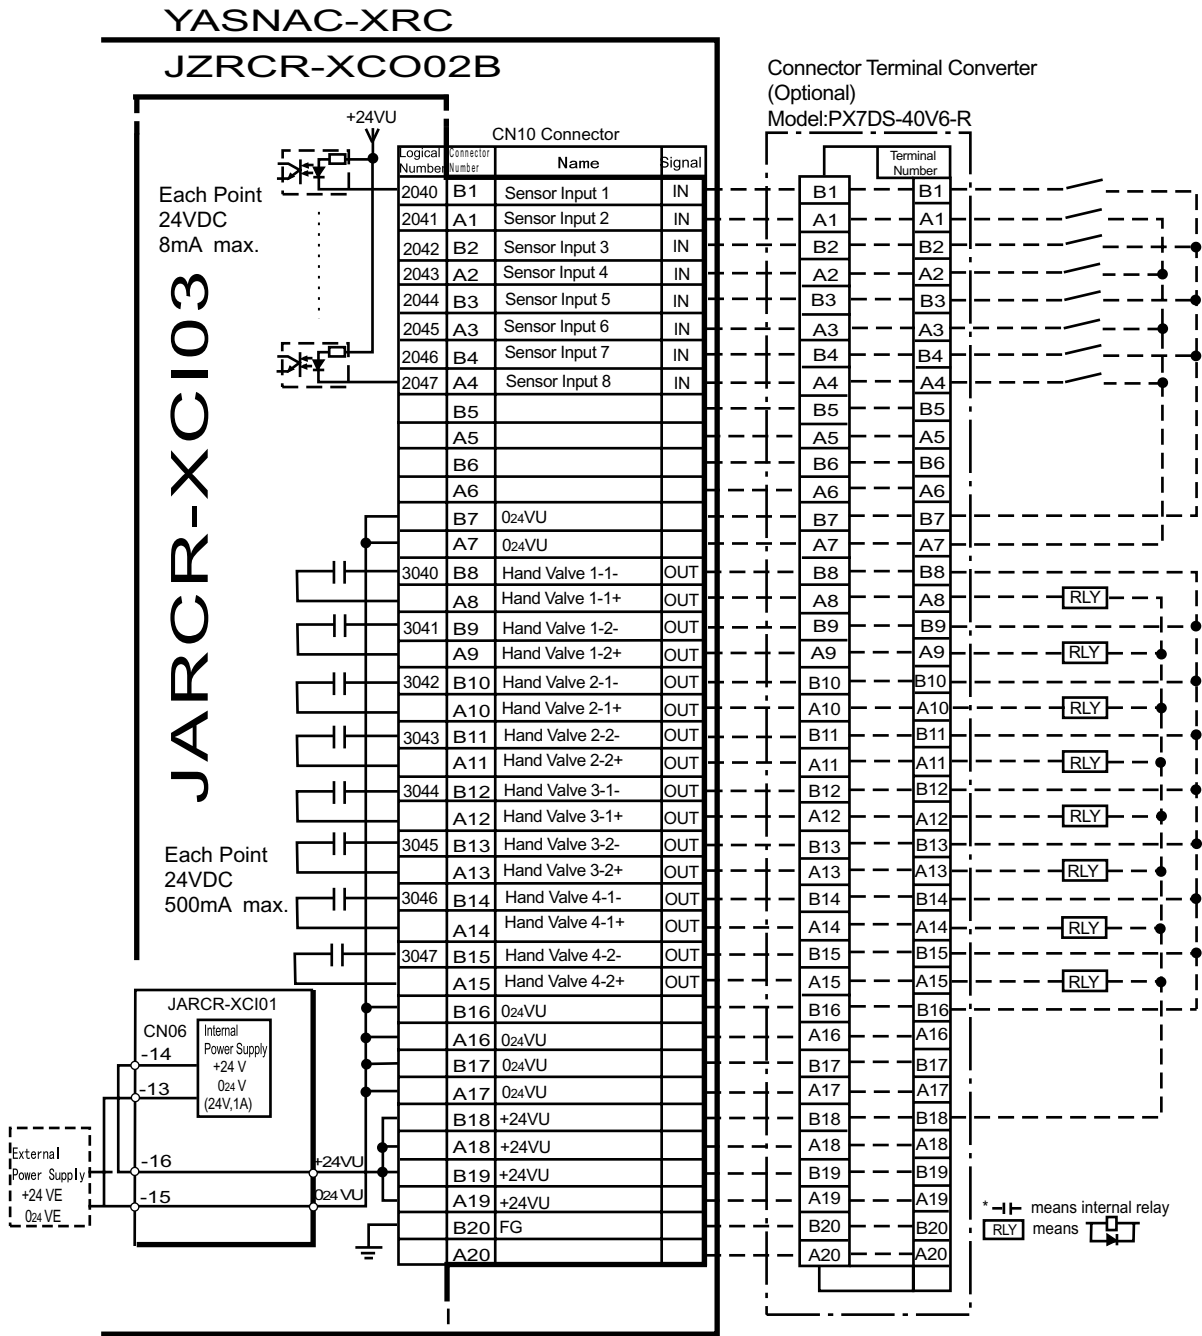 YASNAC-XRC
JZRCR-XCO02B
Connector Terminal Converter
(Optional)
Model:PX7DS-40V6-R
+24VU
CN10 Connector
Logical Number Connector Number Name Signal
Terminal Number
Each Point
24VDC
8mA max.
JARCR-XCI03
2040 B1 Sensor Input 1 IN B1 B1
2041 A1 Sensor Input 2 IN A1 A1
2042 B2 Sensor Input 3 IN B2 B2
2043 A2 Sensor Input 4 IN A2 A2
2044 B3 Sensor Input 5 IN B3 B3
2045 A3 Sensor Input 6 IN A3 A3
2046 B4 Sensor Input 7 IN B4 B4
2047 A4 Sensor Input 8 IN A4 A4
B5 B5 B5
A5 A5 A5
B6 B6 B6
A6 A6 A6
B7 024VU B7 B7
A7 024VU A7 A7
3040 B8 Hand Valve 1-1- OUT B8 B8
A8 Hand Valve 1-1+ OUT A8 A8 RLY
3041 B9 Hand Valve 1-2- OUT B9 B9
A9 Hand Valve 1-2+ OUT A9 A9 RLY
3042 B10 Hand Valve 2-1- OUT B10 B10
A10 Hand Valve 2-1+ OUT A10 A10 RLY
3043 B11 Hand Valve 2-2- OUT B11 B11
A11 Hand Valve 2-2+ OUT A11 A11 RLY
3044 B12 Hand Valve 3-1- OUT B12 B12
A12 Hand Valve 3-1+ OUT A12 A12 RLY
3045 B13 Hand Valve 3-2- OUT B13 B13
A13 Hand Valve 3-2+ OUT A13 A13 RLY
3046 B14 Hand Valve 4-1- OUT B14 B14
A14 Hand Valve 4-1+ OUT A14 A14 RLY
3047 B15 Hand Valve 4-2- OUT B15 B15
A15 Hand Valve 4-2+ OUT A15 A15 RLY
B16 024VU B16 B16
A16 024VU A16 A16
B17 024VU B17 B17
A17 024VU A17 A17
B18 +24VU B18 B18
A18 +24VU A18 A18
B19 +24VU B19 B19
A19 +24VU A19 A19
B20 FG B20 B20
A20 A20 A20
Each Point
24VDC
500mA max.
JARCR-XCI01
CN06
-14
-13
-16
-15
Internal
Power Supply
+24 V
024 V
(24V,1A)
+24VU
024 VU
External
Power Supply
+24 VE
024 VE
* means internal relay
RLY means